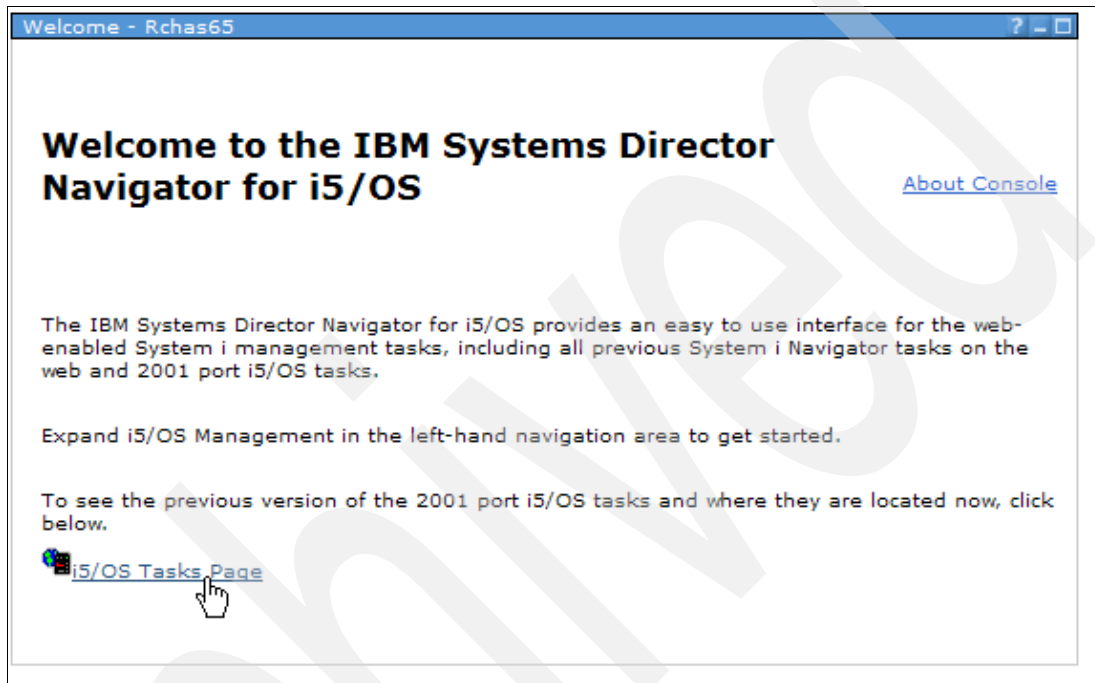 Welcome - Rchas65
? – □
Welcome to the IBM Systems Director
Navigator for i5/OS
About Console
The IBM Systems Director Navigator for i5/OS provides an easy to use interface for the web-
enabled System i management tasks, including all previous System i Navigator tasks on the
web and 2001 port i5/OS tasks.
Expand i5/OS Management in the left-hand navigation area to get started.
To see the previous version of the 2001 port i5/OS tasks and where they are located now, click
below.
i5/OS Tasks Page
hived